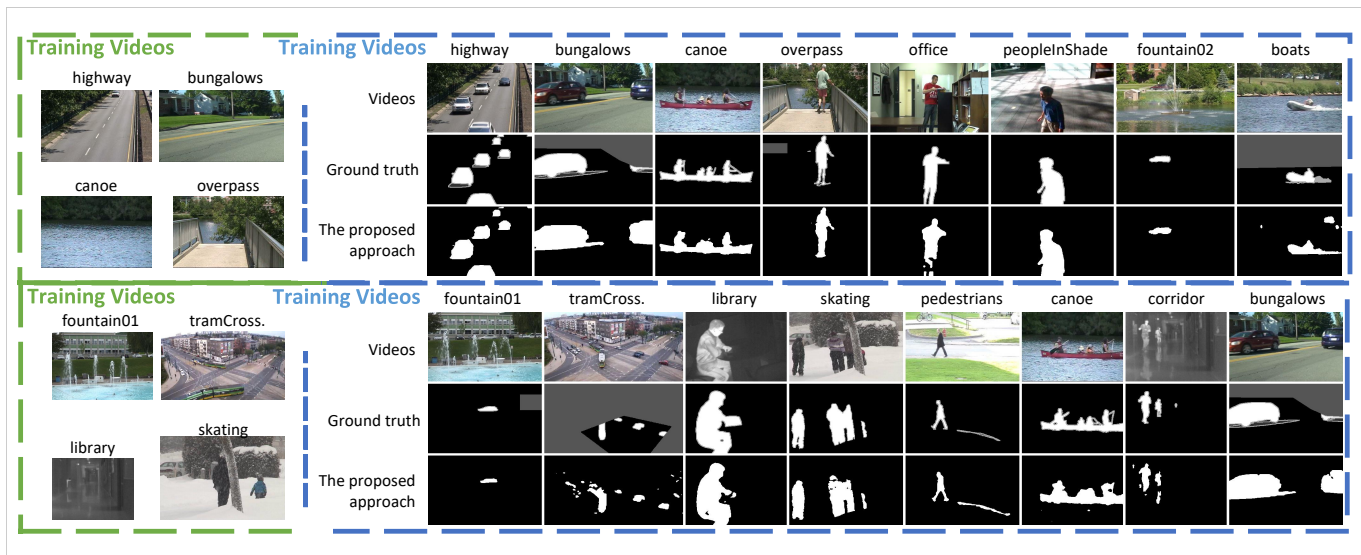 Training Videos
highway
bungalows
canoe
overpass
Training Videos
highway
bungalows
canoe
overpass
office
peopleInShade
fountain02
boats
Videos
Ground truth
The proposed
approach
Training Videos
fountain01
tramCross.
library
skating
Training Videos
fountain01
tramCross.
library
skating
pedestrians
canoe
corridor
bungalows
Videos
Ground truth
The proposed
approach